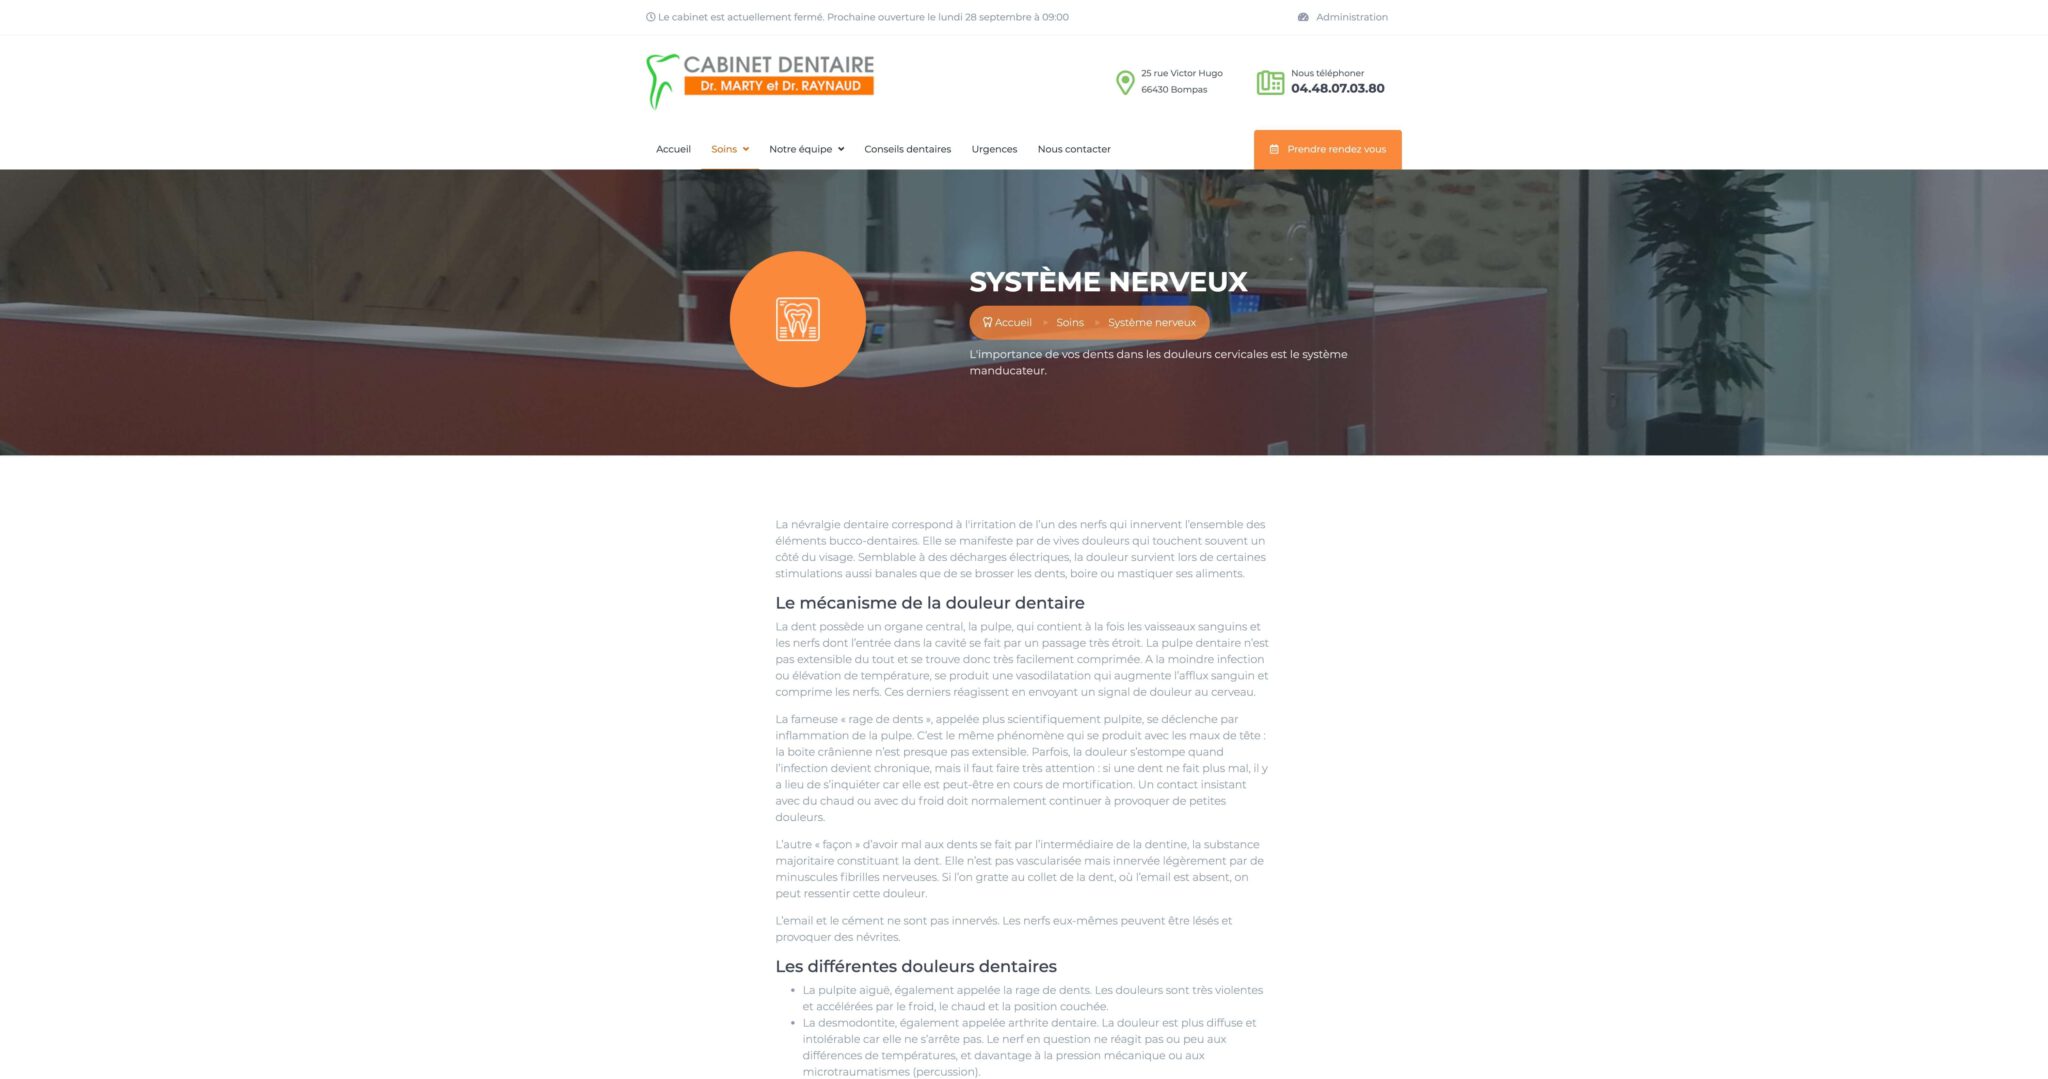 Le cabinet est actuellement fermé. Prochaine ouverture le lundi 28 septembre à 09:00
Administration
CABINET DENTAIRE
Dr. MARTY et Dr. RAYNAUD
25 rue Victor Hugo
66430 Bompas
Nous téléphoner
04.48.07.03.80
Accueil
Soins
Notre équipe
Conseils dentaires
Urgences
Nous contacter
Prendre rendez vous
SYSTÈME NERVEUX
Accueil
Soins
Système nerveux
L'importance de vos dents dans les douleurs cervicales est le système
manducateur.
La névralgie dentaire correspond à l'irritation de l'un des nerfs qui innervent l'ensemble des
éléments bucco-dentaires. Elle se manifeste par de vives douleurs qui touchent souvent un
côté du visage. Semblable à des décharges électriques, la douleur survient lors de certaines
stimulations aussi banales que de se brosser les dents, boire ou mastiquer ses aliments.
Le mécanisme de la douleur dentaire
La dent possède un organe central, la pulpe, qui contient à la fois les vaisseaux sanguins et
les nerfs dont l'entrée dans la cavité se fait par un passage très étroit. La pulpe dentaire n'est
pas extensible du tout et se trouve donc très facilement comprimée. A la moindre infection
ou élévation de température, se produit une vasodilatation qui augmente l'afflux sanguin et
comprime les nerfs. Ces derniers réagissent en envoyant un signal de douleur au cerveau.
La fameuse « rage de dents », appelée plus scientifiquement pulpite, se déclenche par
inflammation de la pulpe. C'est le même phénomène qui se produit avec les maux de tête :
la boite crânienne n'est presque pas extensible. Parfois, la douleur s'estompe quand
l'infection devient chronique, mais il faut faire très attention : si une dent ne fait plus mal, il y
a lieu de s'inquiéter car elle est peut-être en cours de mortification. Un contact insistant
avec du chaud ou avec du froid doit normalement continuer à provoquer de petites
douleurs.
L'autre « façon » d'avoir mal aux dents se fait par l'intermédiaire de la dentine, la substance
majoritaire constituant la dent. Elle n'est pas vascularisée mais innervée légèrement par de
minuscules fibrilles nerveuses. Si l'on gratte au collet de la dent, où l'email est absent, on
peut ressentir cette douleur.
L'email et le cément ne sont pas innervés. Les nerfs eux-mêmes peuvent être lésés et
provoquer des névrites.
Les différentes douleurs dentaires
• La pulpite aiguë, également appelée la rage de dents. Les douleurs sont très violentes
et accélérées par le froid, le chaud et la position couchée.
• La desmodontite, également appelée arthrite dentaire. La douleur est plus diffuse et
intolérable car elle ne s'arrête pas. Le nerf en question ne réagit pas ou peu aux
différences de températures, et davantage à la pression mécanique ou aux
microtraumatismes (percussion).